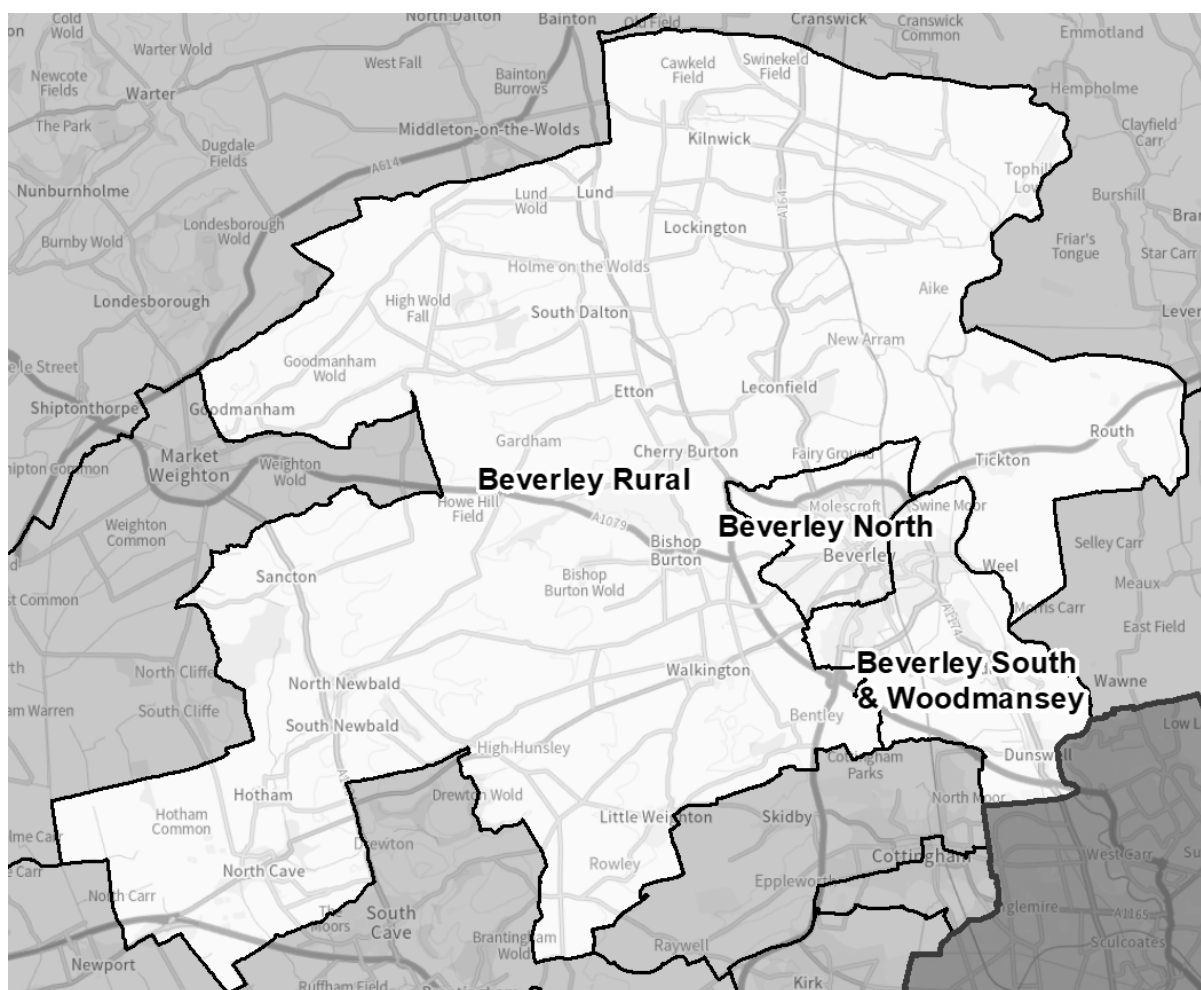 Cold
Wold
North Dalton
Bainton
Old Field
Cranswick
Cranswick
Common
Emmotland
Warter Wold
West Fall
Cawkeld
Field
Swinekeld
Field
Newcote
Fields
Bainton
Burrows
Hempholme
Warter
The Park
Middleton-on-the-Wolds
Kilnwick
Clayfield
Carr
Dugdale
Fields
A614
Nunburnholme
Lund
Wold
Lund
A164
Burshill
Londesborough
Wold
Lockington
Burnby Wold
Friar's
Tongue
Star Carr
Holme on the Wolds
Londesborough
High Wold
Fall
South Dalton
Aike
New Arram
Goodmanham
Wold
Leconfield
Etton
Shiptonthorpe
Goodmanham
Gardham
Cherry Burton
Fairy Ground
Routh
Market
Weighton
Weighton
Wold
Tickton
Beverley Rural
Howe Hill
Field
Molescroft
Swine Moor
A1079
Beverley North
Weighton
Common
Bishop
Burton
Beverley
Selley Carr
Sancton
Bishop
Burton Wold
Weel
Meaux
Morris Carr
A1174
East Field
North Cliffe
Walkington
Beverley South
& Woodmansey
North Newbald
Wawne
South Cliffe
South Newbald
Bentley
High Hunsley
Dunswell
Cottingham
Parks
Hotham
Drewton Wold
North Moor
Hotham
Common
Little Weighton
Skidby
Drewton
Cottingham
West Carr
North Cave
Rowley
North Carr
The
Moors
South
Cave
A1165
Brantingham
Wold
Raywell
Sculcoates
Newport
Ruffham Field
Kirk